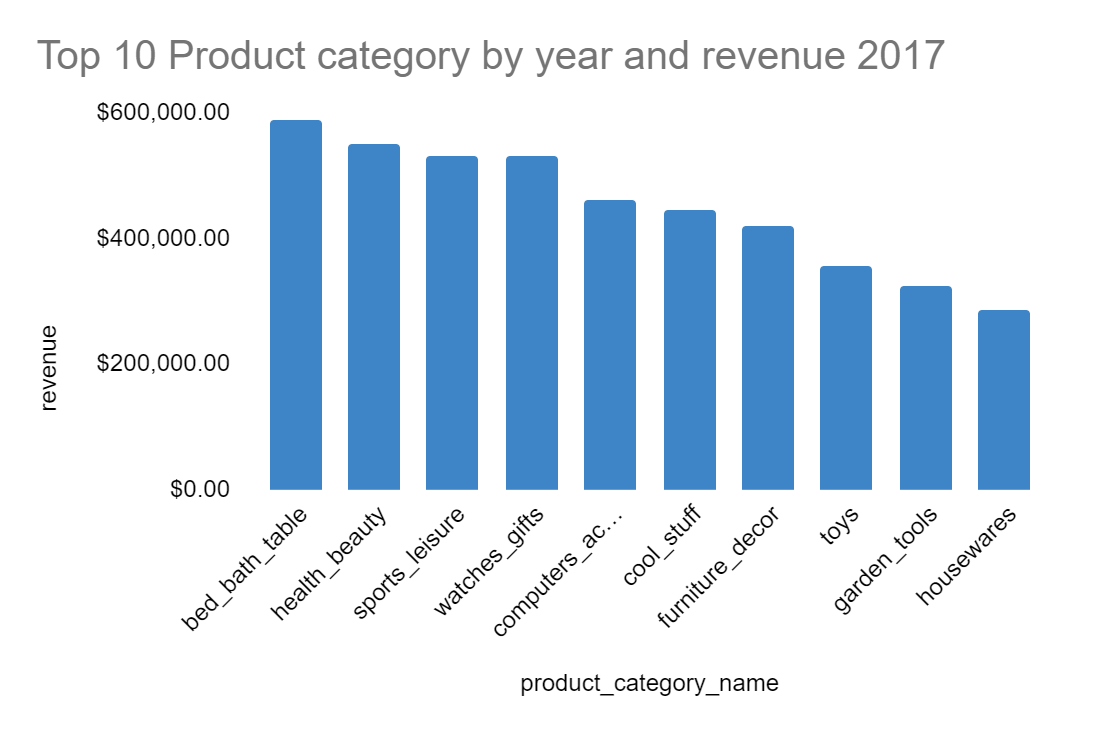 Top 10 Product category by year and revenue 2017
$600,000.00
$400,000.00
$200,000.00
$0.00
revenue
bed_bath_table
health_beauty
sports_leisure
watches_gifts
computers_ac…
cool_stuff
furniture_decor
toys
garden_tools
housewares
product_category_name